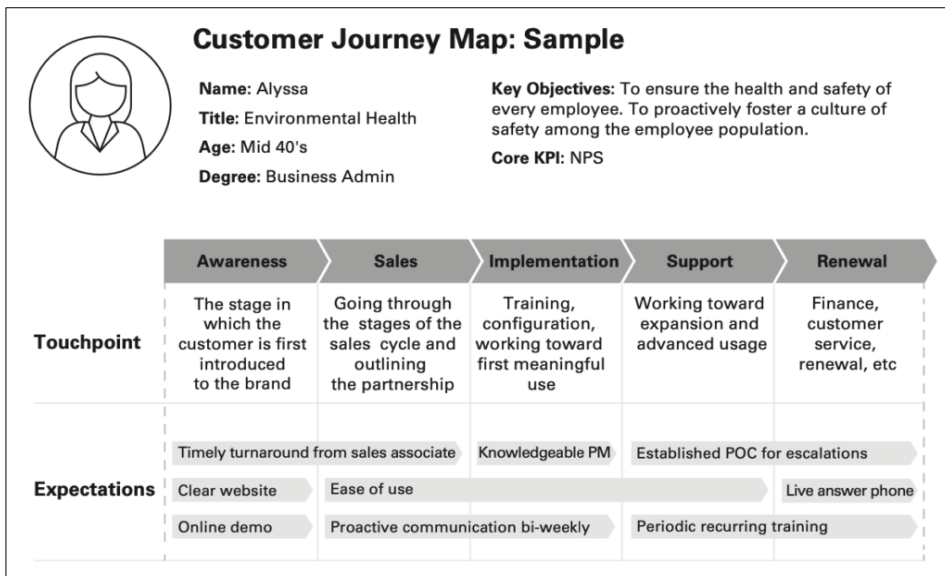 Customer Journey Map: Sample
Name: Alyssa
Title: Environmental Health
Age: Mid 40's
Degree: Business Admin
Key Objectives: To ensure the health and safety of
every employee. To proactively foster a culture of
safety among the employee population.
Core KPI: NPS
Awareness
Sales
Implementation
Support
Renewal
Touchpoint
The stage in
which the
customer is first
introduced
to the brand
Going through
the stages of the
sales cycle and
outlining
the partnership
Training,
configuration,
working toward
first meaningful
use
Working toward
expansion and
advanced usage
Finance,
customer
service,
renewal, etc
Expectations
Timely turnaround from sales associate
Knowledgeable PM
Established POC for escalations
Clear website
Ease of use
Live answer phone
Online demo
Proactive communication bi-weekly
Periodic recurring training